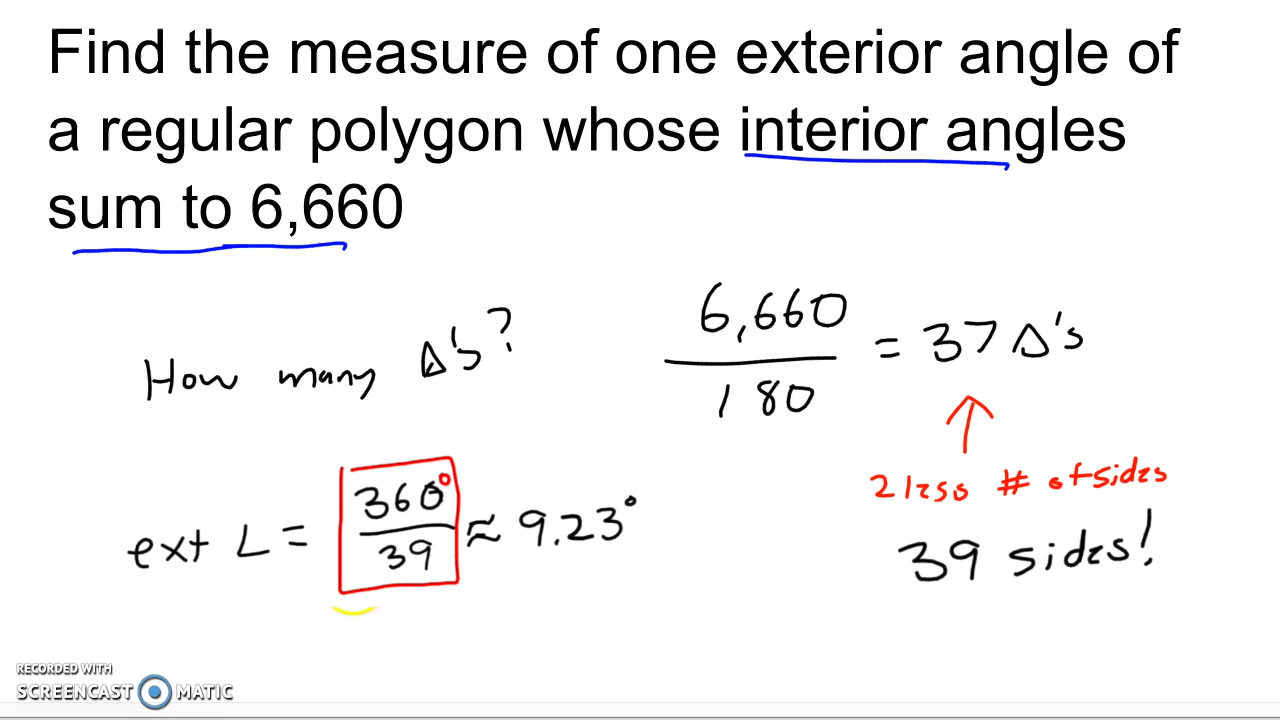 Find the measure of one exterior angle of
a regular polygon whose interior angles
sum to 6,660
How many Δ's?
6,660
180
= 37 Δ's
2 less # of sides
39 sides!
ext ∠ =
360°
39
≈ 9.23°
RECORDED WITH
SCREENCAST MATIC